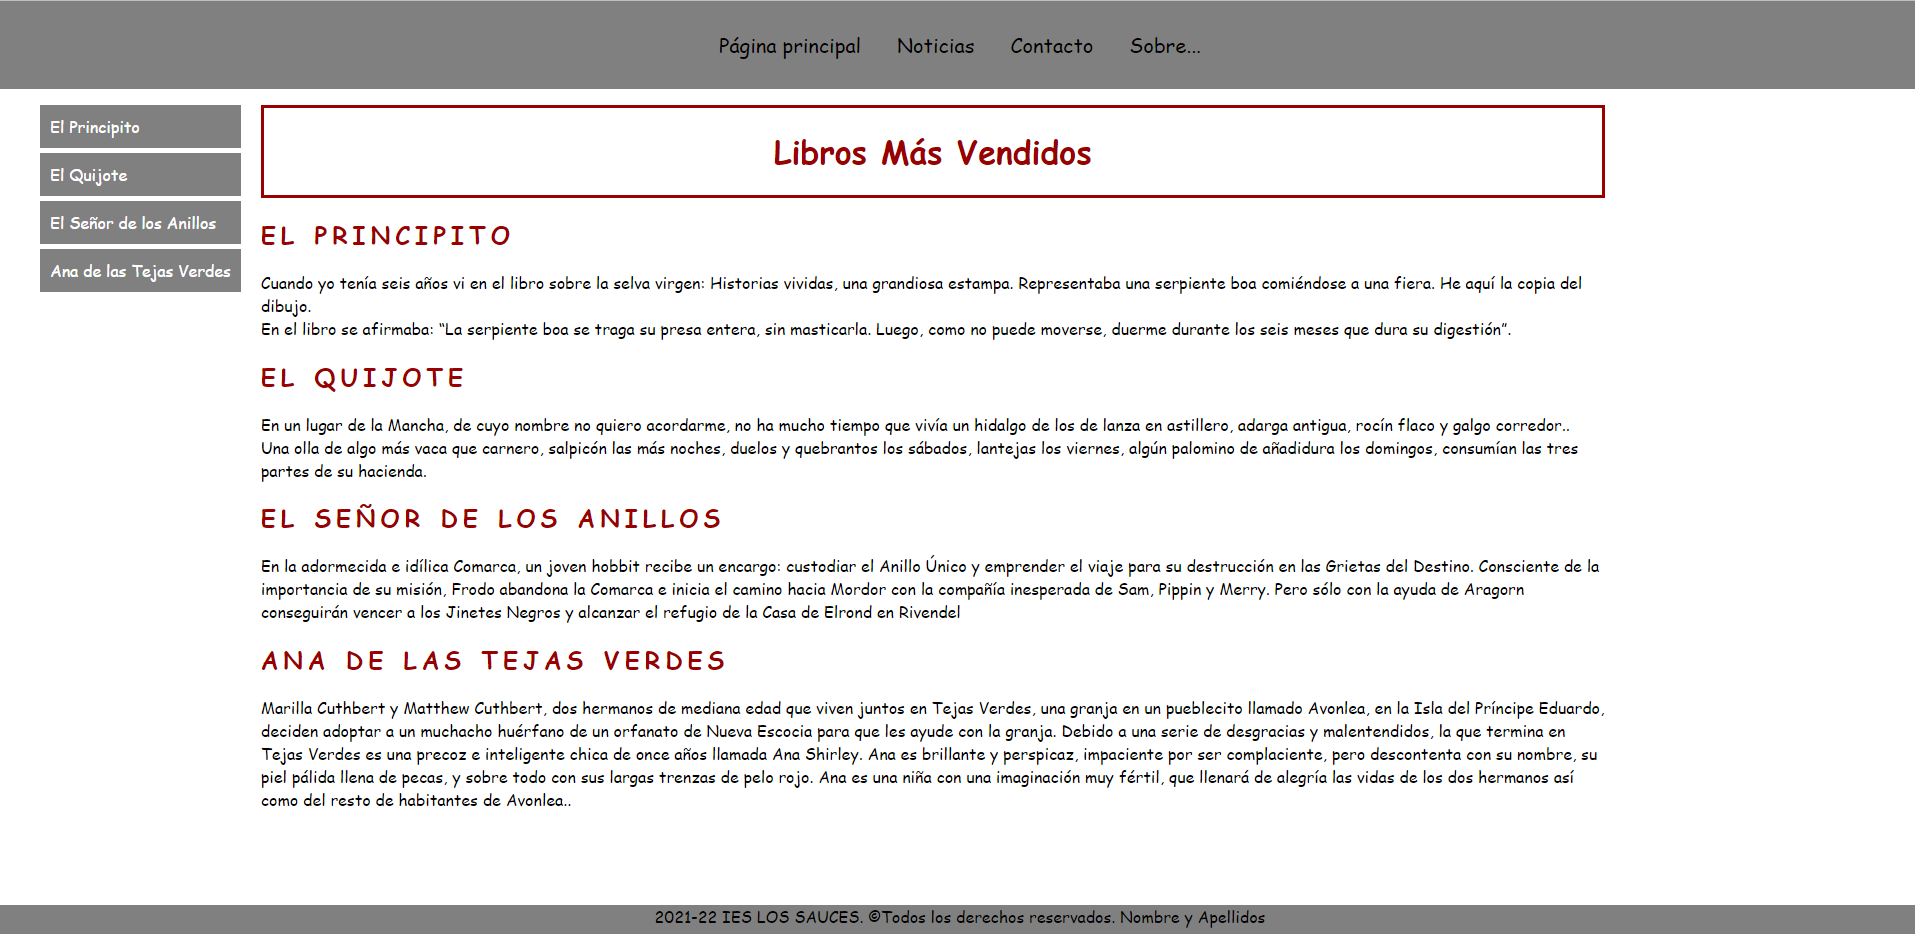 Página principal Noticias Contacto Sobre...
El Principito
El Quijote
El Señor de los Anillos
Ana de las Tejas Verdes
Libros Más Vendidos
EL PRINCIPITO
Cuando yo tenía seis años vi en el libro sobre la selva virgen: Historias vividas, una grandiosa estampa. Representaba una serpiente boa comiéndose a una fiera. He aquí la copia del
dibujo.
En el libro se afirmaba: “La serpiente boa se traga su presa entera, sin masticarla. Luego, como no puede moverse, duerme durante los seis meses que dura su digestión”.
EL QUIJOTE
En un lugar de la Mancha, de cuyo nombre no quiero acordarme, no ha mucho tiempo que vivía un hidalgo de los de lanza en astillero, adarga antigua, rocín flaco y galgo corredor..
Una olla de algo más vaca que carnero, salpicón las más noches, duelos y quebrantos los sábados, lantejas los viernes, algún palomino de añadidura los domingos, consumían las tres
partes de su hacienda.
EL SEÑOR DE LOS ANILLOS
En la adormecida e idílica Comarca, un joven hobbit recibe un encargo: custodiar el Anillo Único y emprender el viaje para su destrucción en las Grietas del Destino. Consciente de la
importancia de su misión, Frodo abandona la Comarca e inicia el camino hacia Mordor con la compañía inesperada de Sam, Pippin y Merry. Pero sólo con la ayuda de Aragorn
conseguirán vencer a los Jinetes Negros y alcanzar el refugio de la Casa de Elrond en Rivendel
ANA DE LAS TEJAS VERDES
Marilla Cuthbert y Matthew Cuthbert, dos hermanos de mediana edad que viven juntos en Tejas Verdes, una granja en un pueblecito llamado Avonlea, en la Isla del Príncipe Eduardo,
deciden adoptar a un muchacho huérfano de un orfanato de Nueva Escocia para que les ayude con la granja. Debido a una serie de desgracias y malentendidos, la que termina en
Tejas Verdes es una precoz e inteligente chica de once años llamada Ana Shirley. Ana es brillante y perspicaz, impaciente por ser complaciente, pero descontenta con su nombre, su
piel pálida llena de pecas, y sobre todo con sus largas trenzas de pelo rojo. Ana es una niña con una imaginación muy fértil, que llenará de alegría las vidas de los dos hermanos así
como del resto de habitantes de Avonlea..
2021-22 IES LOS SAUCES. ©Todos los derechos reservados. Nombre y Apellidos